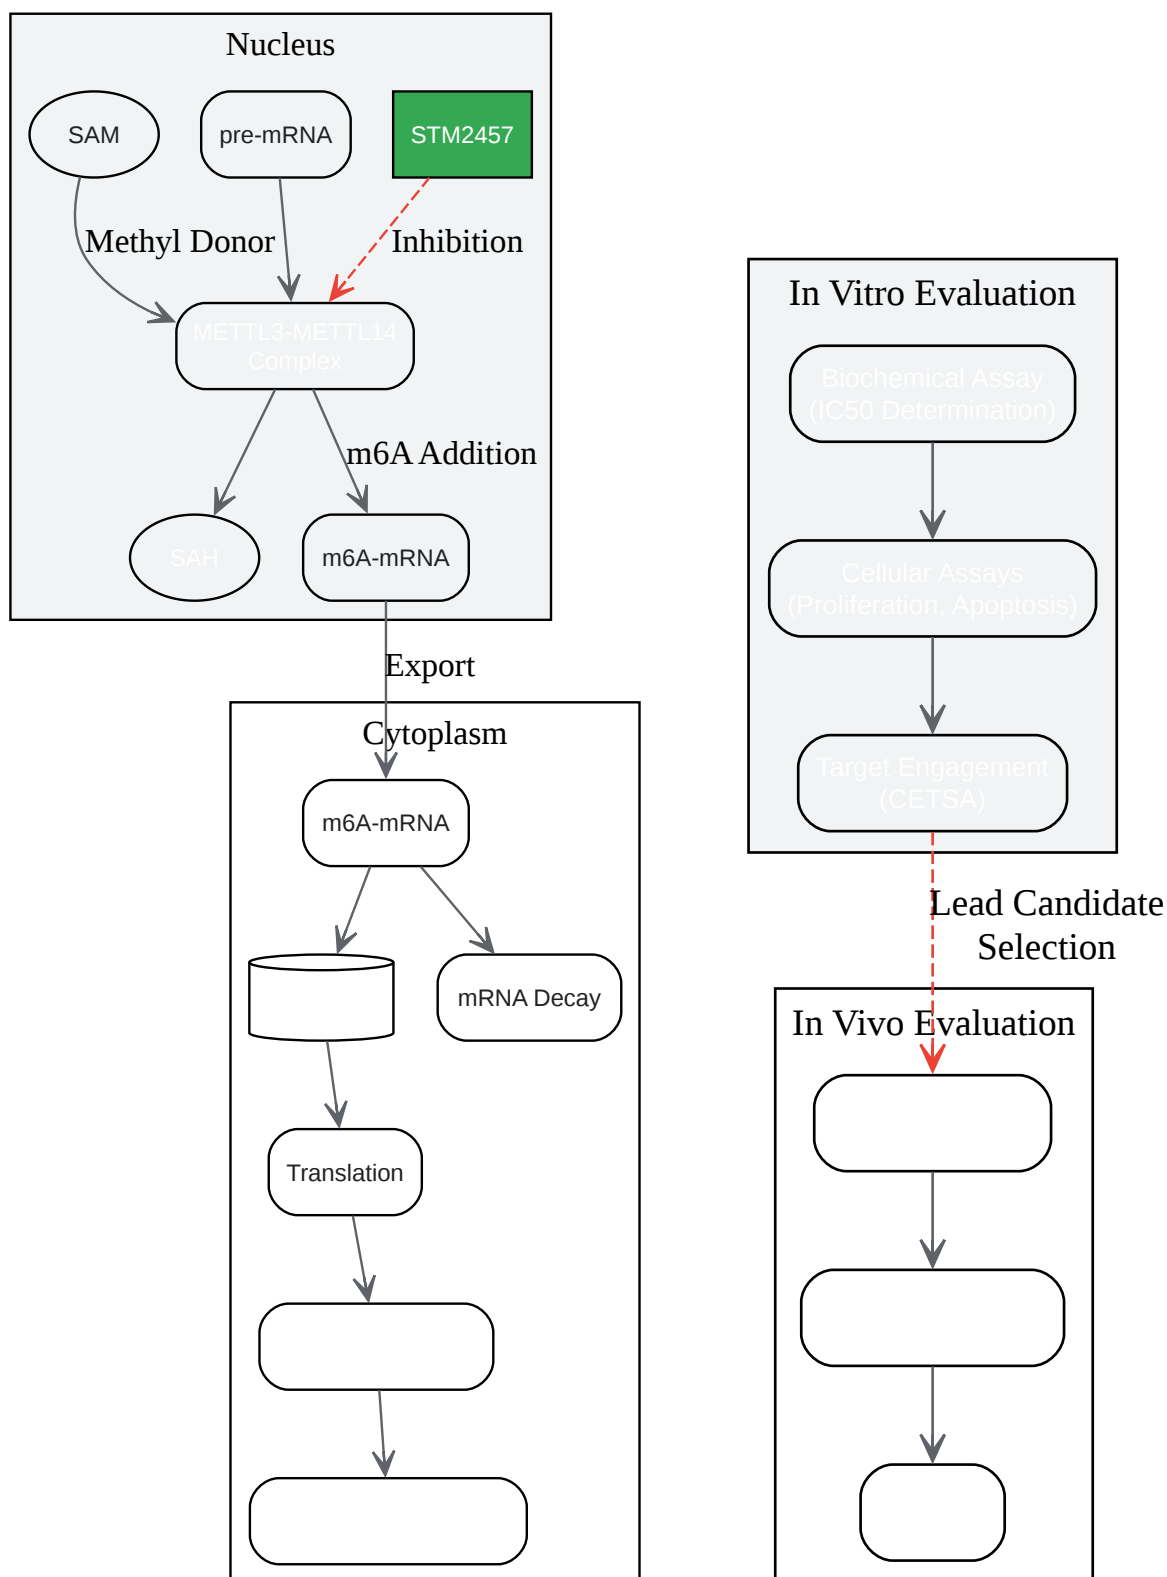 Nucleus
SAM
pre-mRNA
STM2457
Methyl Donor
Inhibition
METTL3-METTL14
Complex
m6A Addition
SAH
m6A-mRNA
Export
Cytoplasm
m6A-mRNA
mRNA Decay
Translation
In Vitro Evaluation
Biochemical Assay
(IC50 Determination)
Cellular Assays
(Proliferation, Apoptosis)
Target Engagement
(CETSA)
Lead Candidate
Selection
In Vivo Evaluation